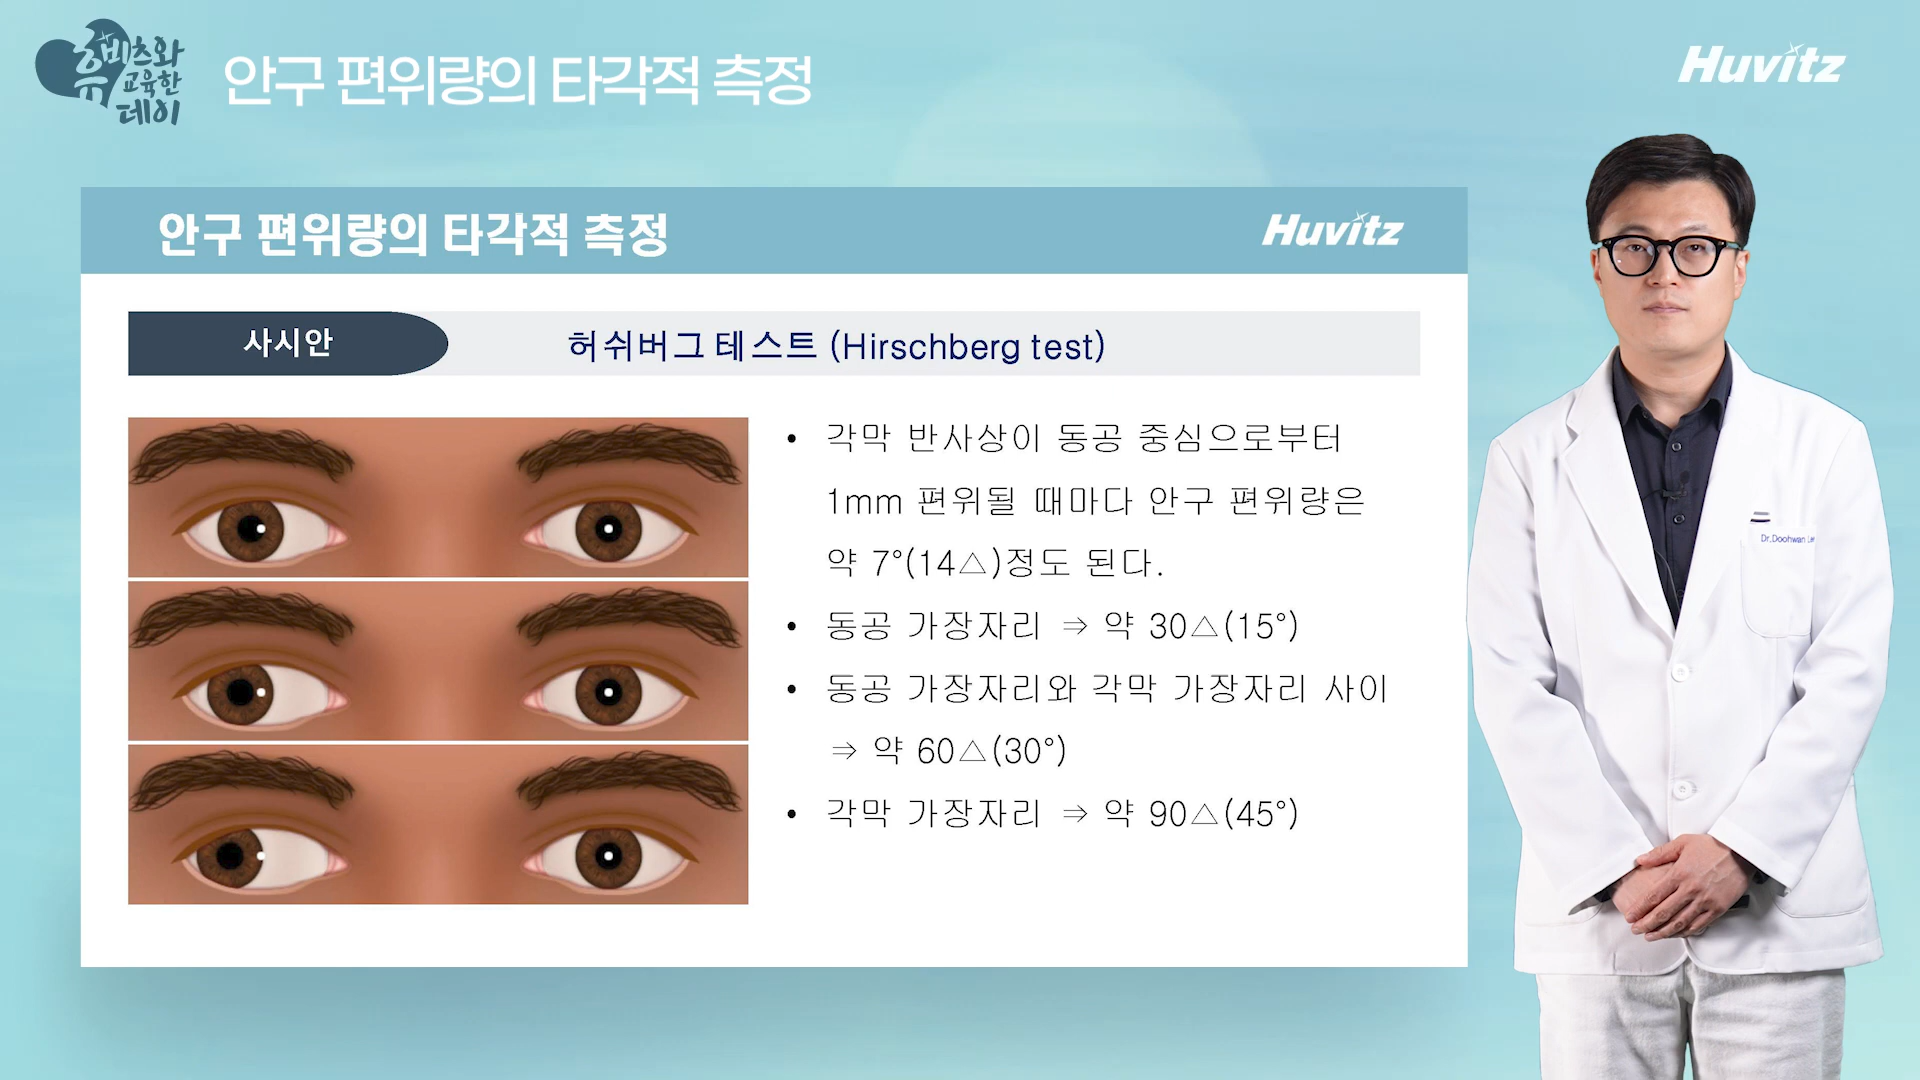 휴비츠와
교육한
데이
안구 편위량의 타각적 측정
Huvitz
안구 편위량의 타각적 측정
Huvitz
사시안
허쉬버그 테스트 (Hirschberg test)
• 각막 반사상이 동공 중심으로부터
1mm 편위될 때마다 안구 편위량은
약 7°(14△)정도 된다.
• 동공 가장자리 ⇒ 약 30△(15°)
• 동공 가장자리와 각막 가장자리 사이
⇒ 약 60△(30°)
• 각막 가장자리 ⇒ 약 90△(45°)
Dr.Doohwan